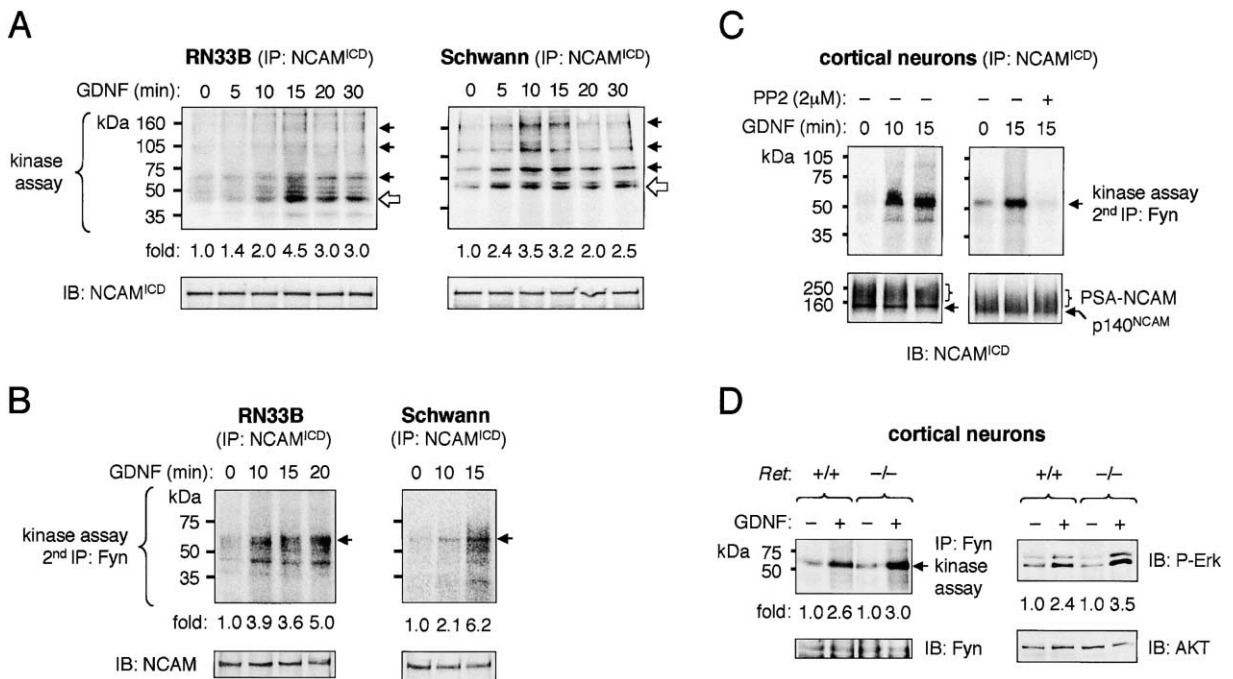 A
RN33B (IP: NCAMICD)
GDNF (min): 0 5 10 15 20 30
kDa
160
105
75
50
35
kinase
assay
fold: 1.0 1.4 2.0 4.5 3.0 3.0
IB: NCAMICD
Schwann (IP: NCAMICD)
0 5 10 15 20 30
1.0 2.4 3.5 3.2 2.0 2.5
B
RN33B
(IP: NCAMICD)
GDNF (min): 0 10 15 20
kDa
75
50
35
kinase assay
2nd IP: Fyn
fold: 1.0 3.9 3.6 5.0
IB: NCAM
Schwann
(IP: NCAMICD)
0 10 15
1.0 2.1 6.2
C
cortical neurons (IP: NCAMICD)
PP2 (2μM): – – – – – +
GDNF (min): 0 10 15 0 15 15
kDa
105
75
50
35
kinase assay
2nd IP: Fyn
250
160
PSA-NCAM
p140NCAM
IB: NCAMICD
D
cortical neurons
Ret: +/+ –/– +/+ –/–
GDNF: – + – + – + – +
kDa
75
50
IP: Fyn
kinase
assay
IB: P-Erk
fold: 1.0 2.6 1.0 3.0
1.0 2.4 1.0 3.5
IB: Fyn
IB: AKT